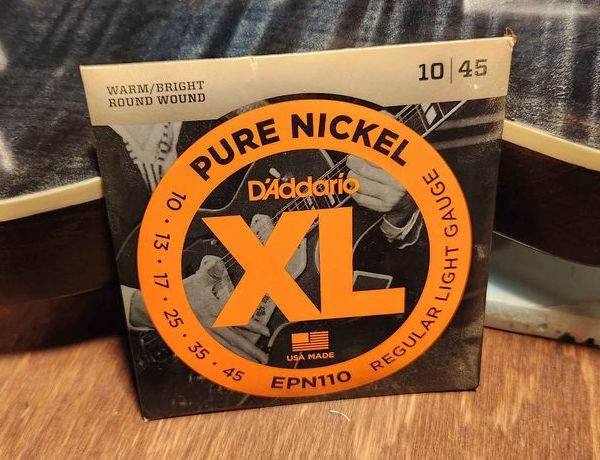 WARM/BRIGHT
ROUND WOUND
10 | 45
PURE NICKEL
D'Addario
XL
10 · 13 · 17 · 25 · 35 · 45
REGULAR LIGHT GAUGE
USA MADE
EPN110